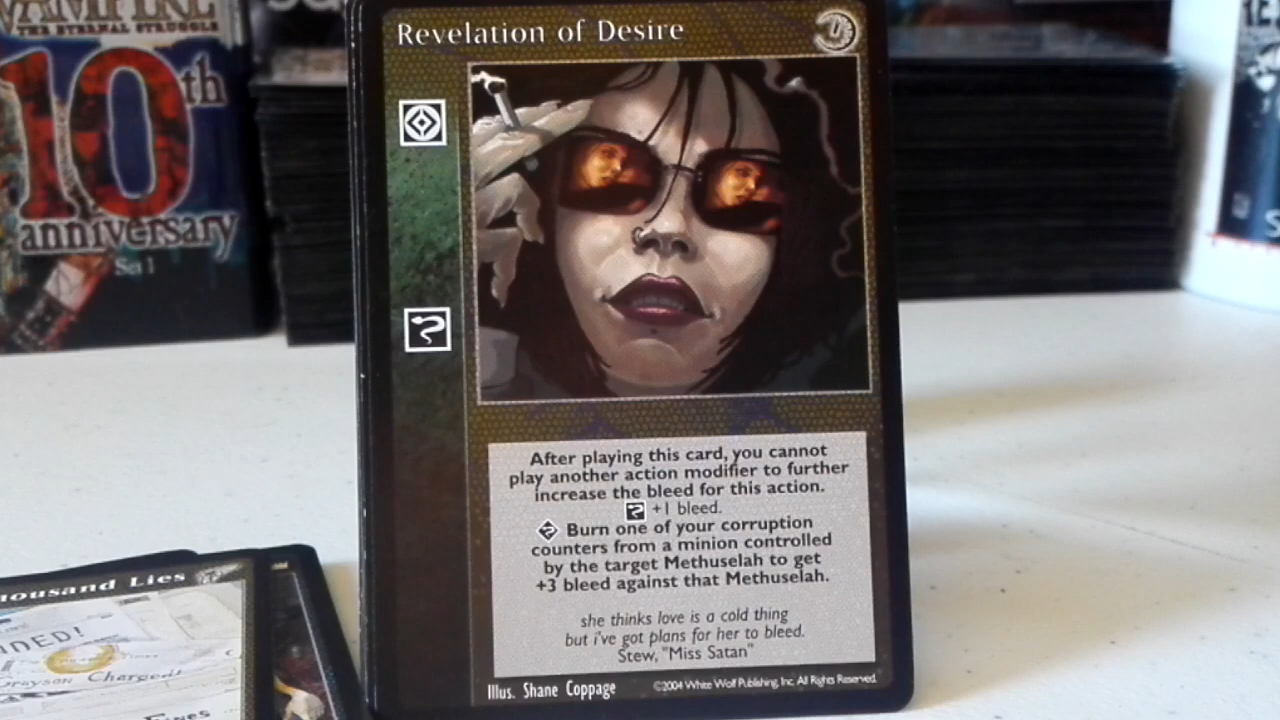 VAMPIRE
THE ETERNAL STRUGGLE
10th
anniversary
Set 1
Revelation of Desire
After playing this card, you cannot
play another action modifier to further
increase the bleed for this action.
+1 bleed.
Burn one of your corruption
counters from a minion controlled
by the target Methuselah to get
+3 bleed against that Methuselah.
she thinks love is a cold thing
but i've got plans for her to bleed.
Stew, "Miss Satan"
Illus. Shane Coppage
©2004 White Wolf Publishing, Inc. All Rights Reserved.
Lies
Grayson Charged!